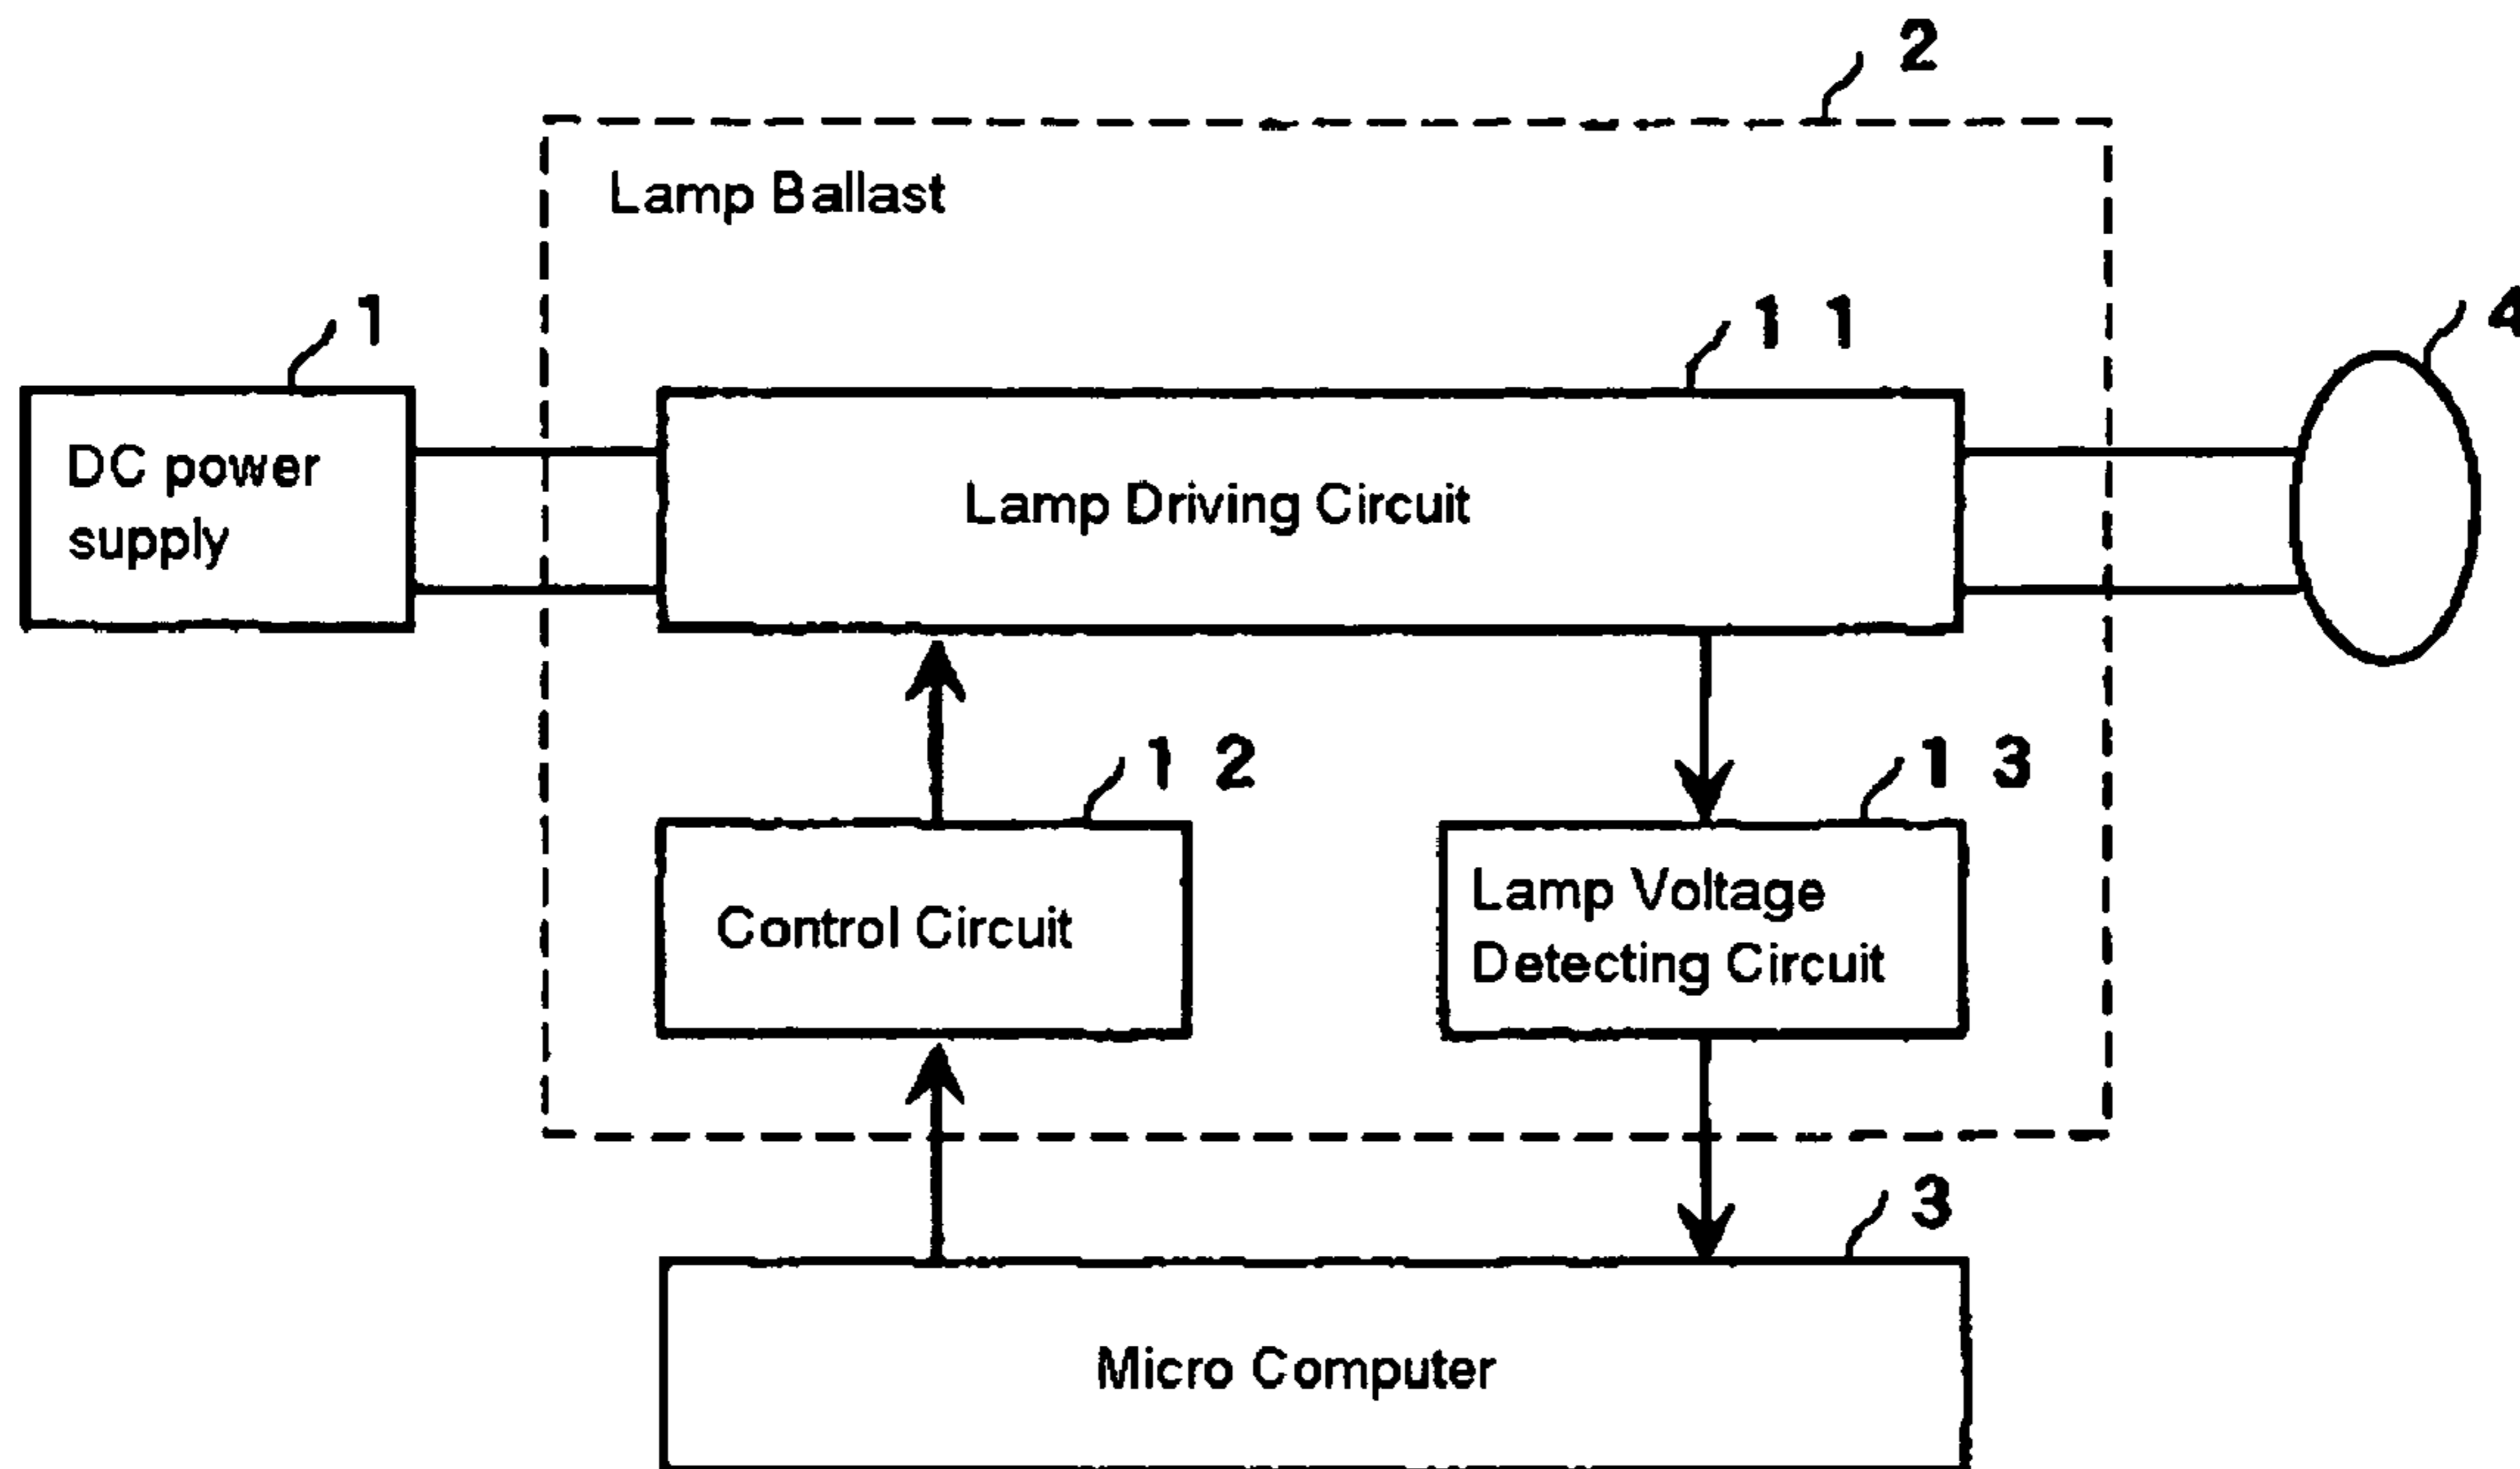 2
Lamp Ballast
1
1 1
4
DC power
supply
Lamp Driving Circuit
1 2
1 3
Control Circuit
Lamp Voltage
Detecting Circuit
3
Micro Computer